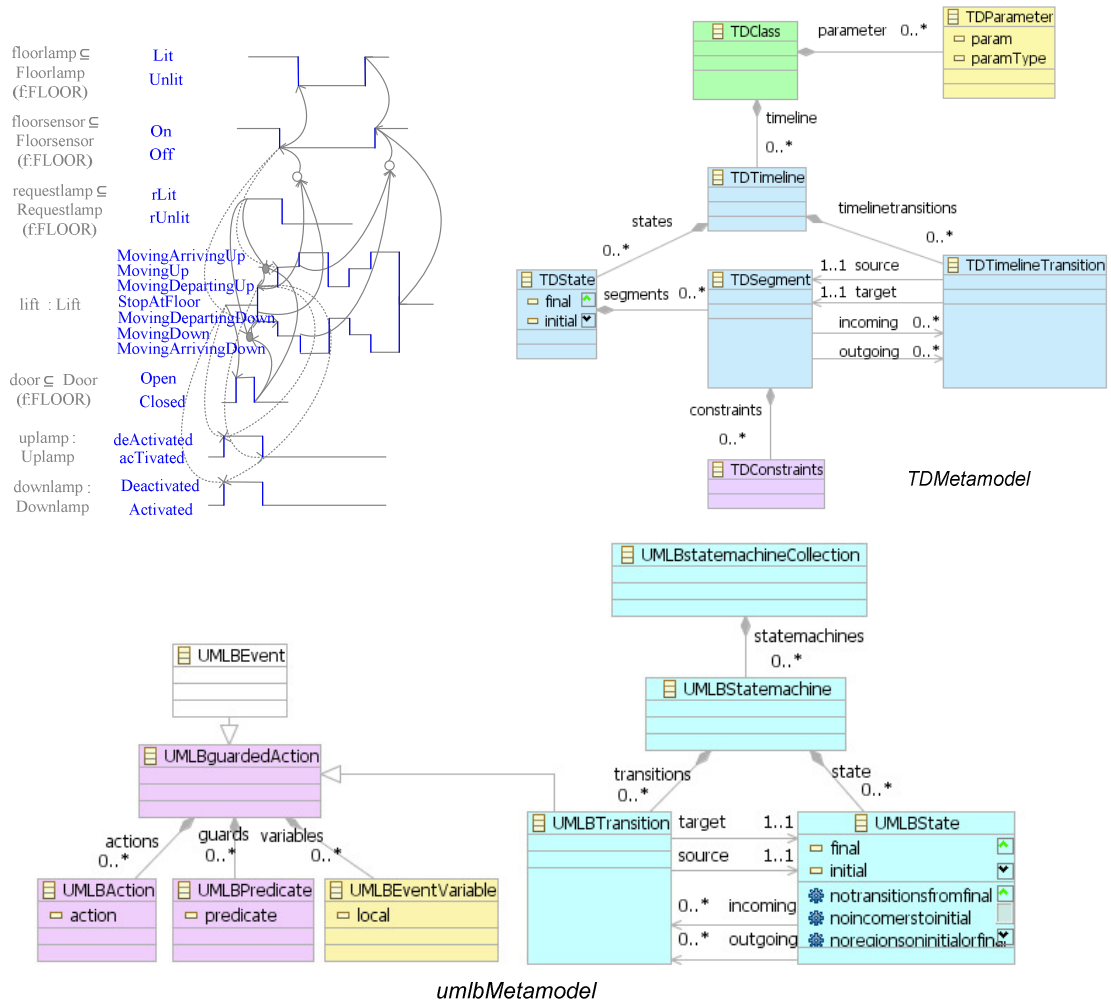 floorlamp ⊆
Floorlamp
(f:FLOOR)
Lit
Unlit
floorsensor ⊆
Floorsensor
(f:FLOOR)
On
Off
requestlamp ⊆
Requestlamp
(f:FLOOR)
rLit
rUnlit
lift : Lift
MovingArrivingUp
MovingUp
MovingDepartingUp
StopAtFloor
MovingDepartingDown
MovingDown
MovingArrivingDown
door ⊆ Door
(f:FLOOR)
Open
Closed
uplamp :
Uplamp
deActivated
acTivated
downlamp :
Downlamp
Deactivated
Activated
TDClass
parameter 0..*
TDParameter
param
paramType
timeline
0..*
TDTimeline
states
0..*
timelinetransitions
0..*
TDState
final
initial
segments 0..*
TDSegment
1..1 source
1..1 target
incoming 0..*
outgoing 0..*
TDTimelineTransition
constraints
0..*
TDConstraints
TDMetamodel
UMLBstatemachineCollection
statemachines
0..*
UMLBEvent
UMLBStatemachine
UMLBguardedAction
transitions
0..*
state
0..*
actions
0..*
guards
0..*
variables
0..*
UMLBTransition
target 1..1
source 1..1
0..* incoming
0..* outgoing
UMLBState
final
initial
notransitionsfromfinal
noincomerstoinitial
noregionsoninitialorfinal
UMLBAction
action
UMLBPredicate
predicate
UMLBEventVariable
local
umlbMetamodel